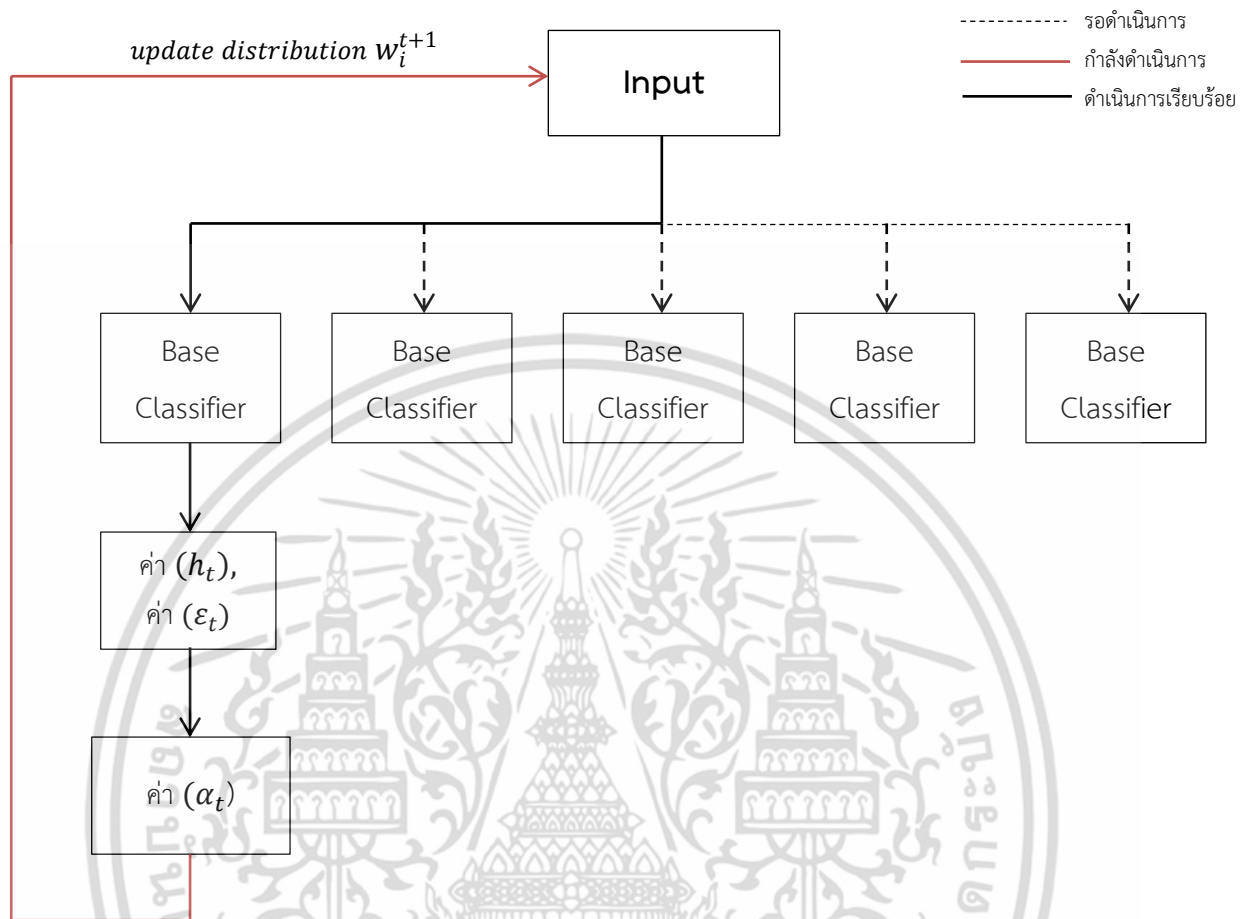 update distribution w_i^{t+1}
Input
รอดำเนินการ
กำลังดำเนินการ
ดำเนินการเรียบร้อย
Base
Classifier
Base
Classifier
Base
Classifier
Base
Classifier
Base
Classifier
ค่า (h_t),
ค่า (ε_t)
ค่า (α_t)